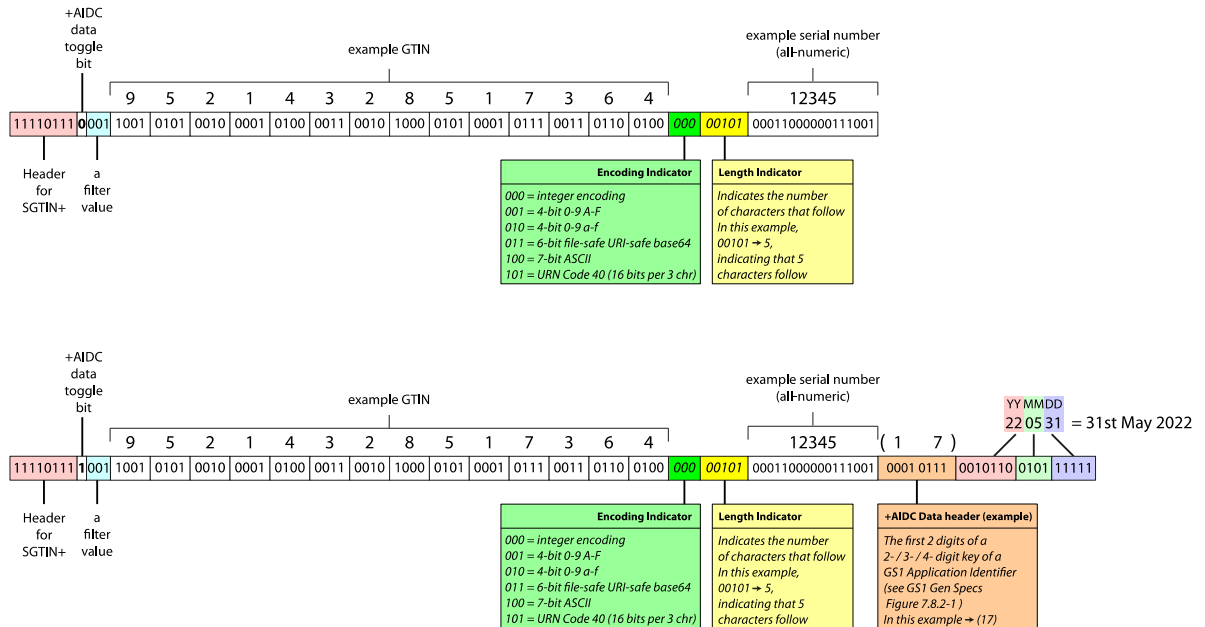 +AIDC
data
toggle
bit
example GTIN
example serial number
(all-numeric)
9 5 2 1 4 3 2 8 5 1 7 3 6 4
12345
11110111 0 001 1001 0101 0010 0001 0100 0011 0010 1000 0101 0001 0111 0011 0110 0100 000 00101 00011000000111001
Header
for
SGTIN+
a
filter
value
Encoding Indicator
000 = integer encoding
001 = 4-bit 0-9 A-F
010 = 4-bit 0-9 a-f
011 = 6-bit file-safe URI-safe base64
100 = 7-bit ASCII
101 = URN Code 40 (16 bits per 3 chr)
Length Indicator
Indicates the number
of characters that follow
In this example,
00101 → 5,
indicating that 5
characters follow
+AIDC
data
toggle
bit
example GTIN
example serial number
(all-numeric)
YY MM DD
22 05 31 = 31st May 2022
9 5 2 1 4 3 2 8 5 1 7 3 6 4
12345
( 1 7 )
11110111 1 001 1001 0101 0010 0001 0100 0011 0010 1000 0101 0001 0111 0011 0110 0100 000 00101 00011000000111001 0001 0111 0010110 0101 11111
Header
for
SGTIN+
a
filter
value
Encoding Indicator
000 = integer encoding
001 = 4-bit 0-9 A-F
010 = 4-bit 0-9 a-f
011 = 6-bit file-safe URI-safe base64
100 = 7-bit ASCII
101 = URN Code 40 (16 bits per 3 chr)
Length Indicator
Indicates the number
of characters that follow
In this example,
00101 → 5,
indicating that 5
characters follow
+AIDC Data header (example)
The first 2 digits of a
2- / 3- / 4- digit key of a
GS1 Application Identifier
(see GS1 Gen Specs
Figure 7.8.2-1 )
In this example → (17)